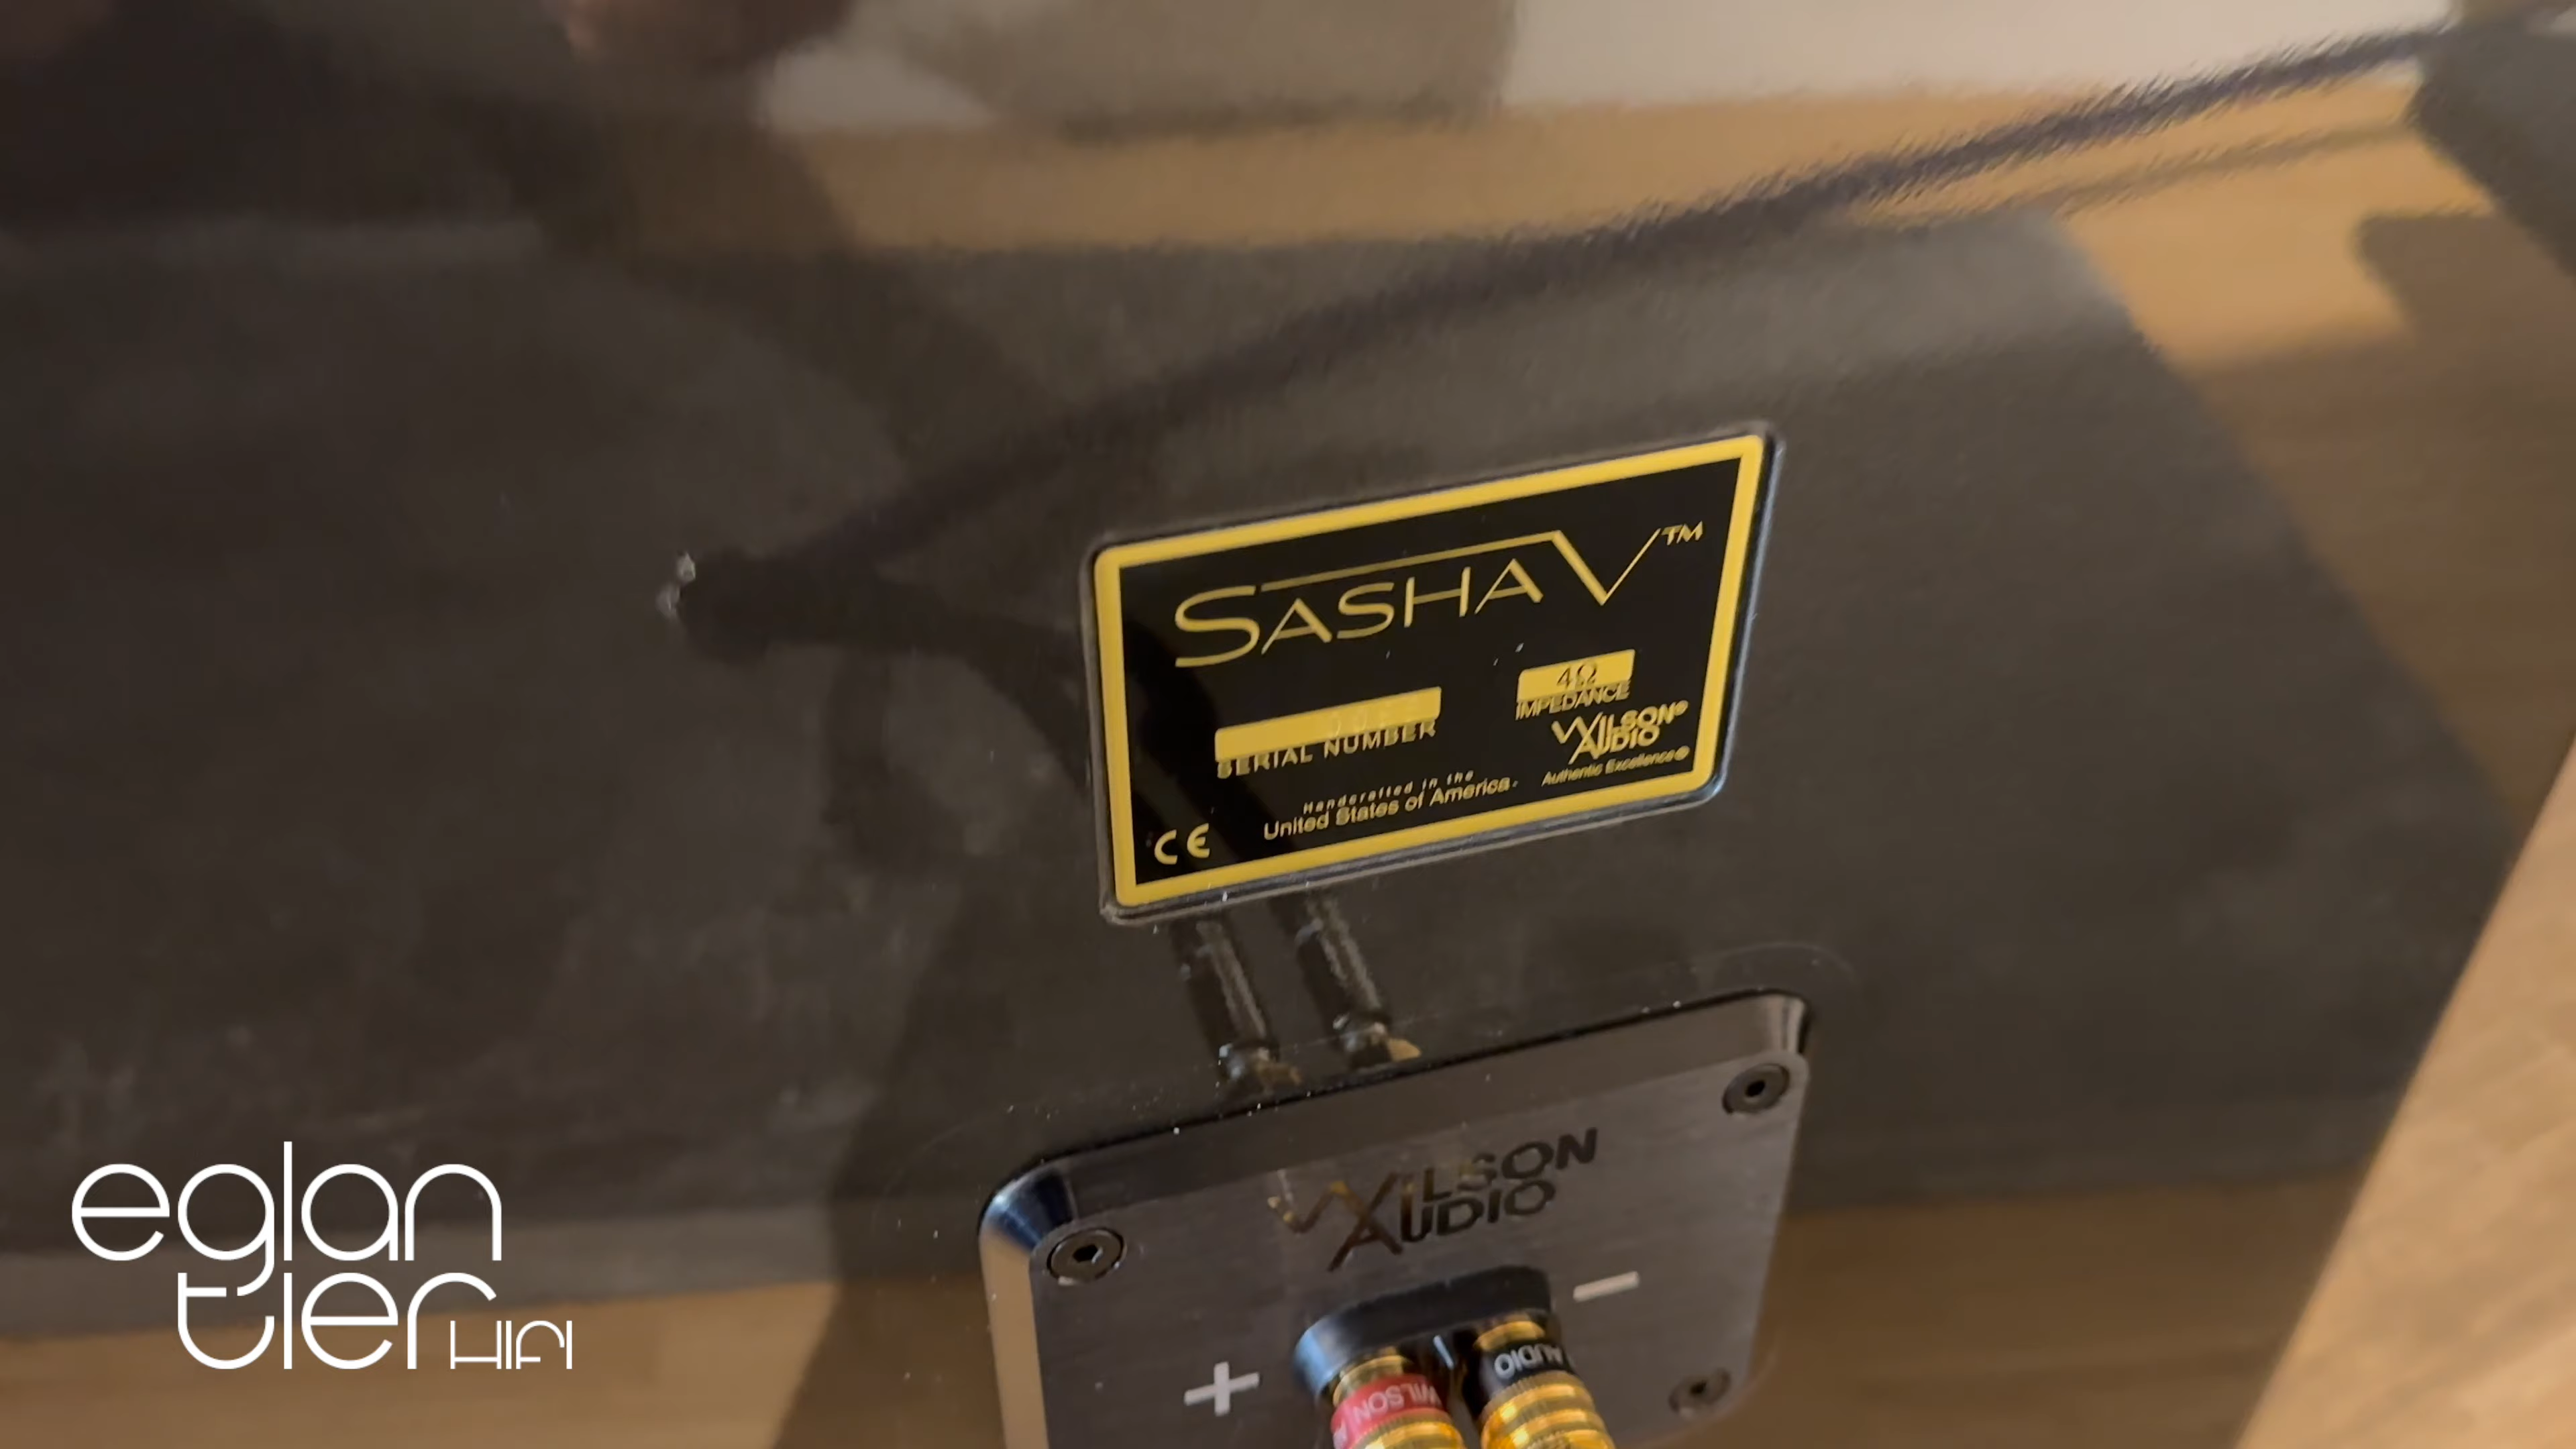 SASHA V™
4Ω
IMPEDANCE
SERIAL NUMBER
WILSON®
AUDIO
Authentic Excellence®
Handcrafted in the
United States of America
CE
WILSON
AUDIO
+ −
WILSON
AUDIO
eglan
tier HIFI